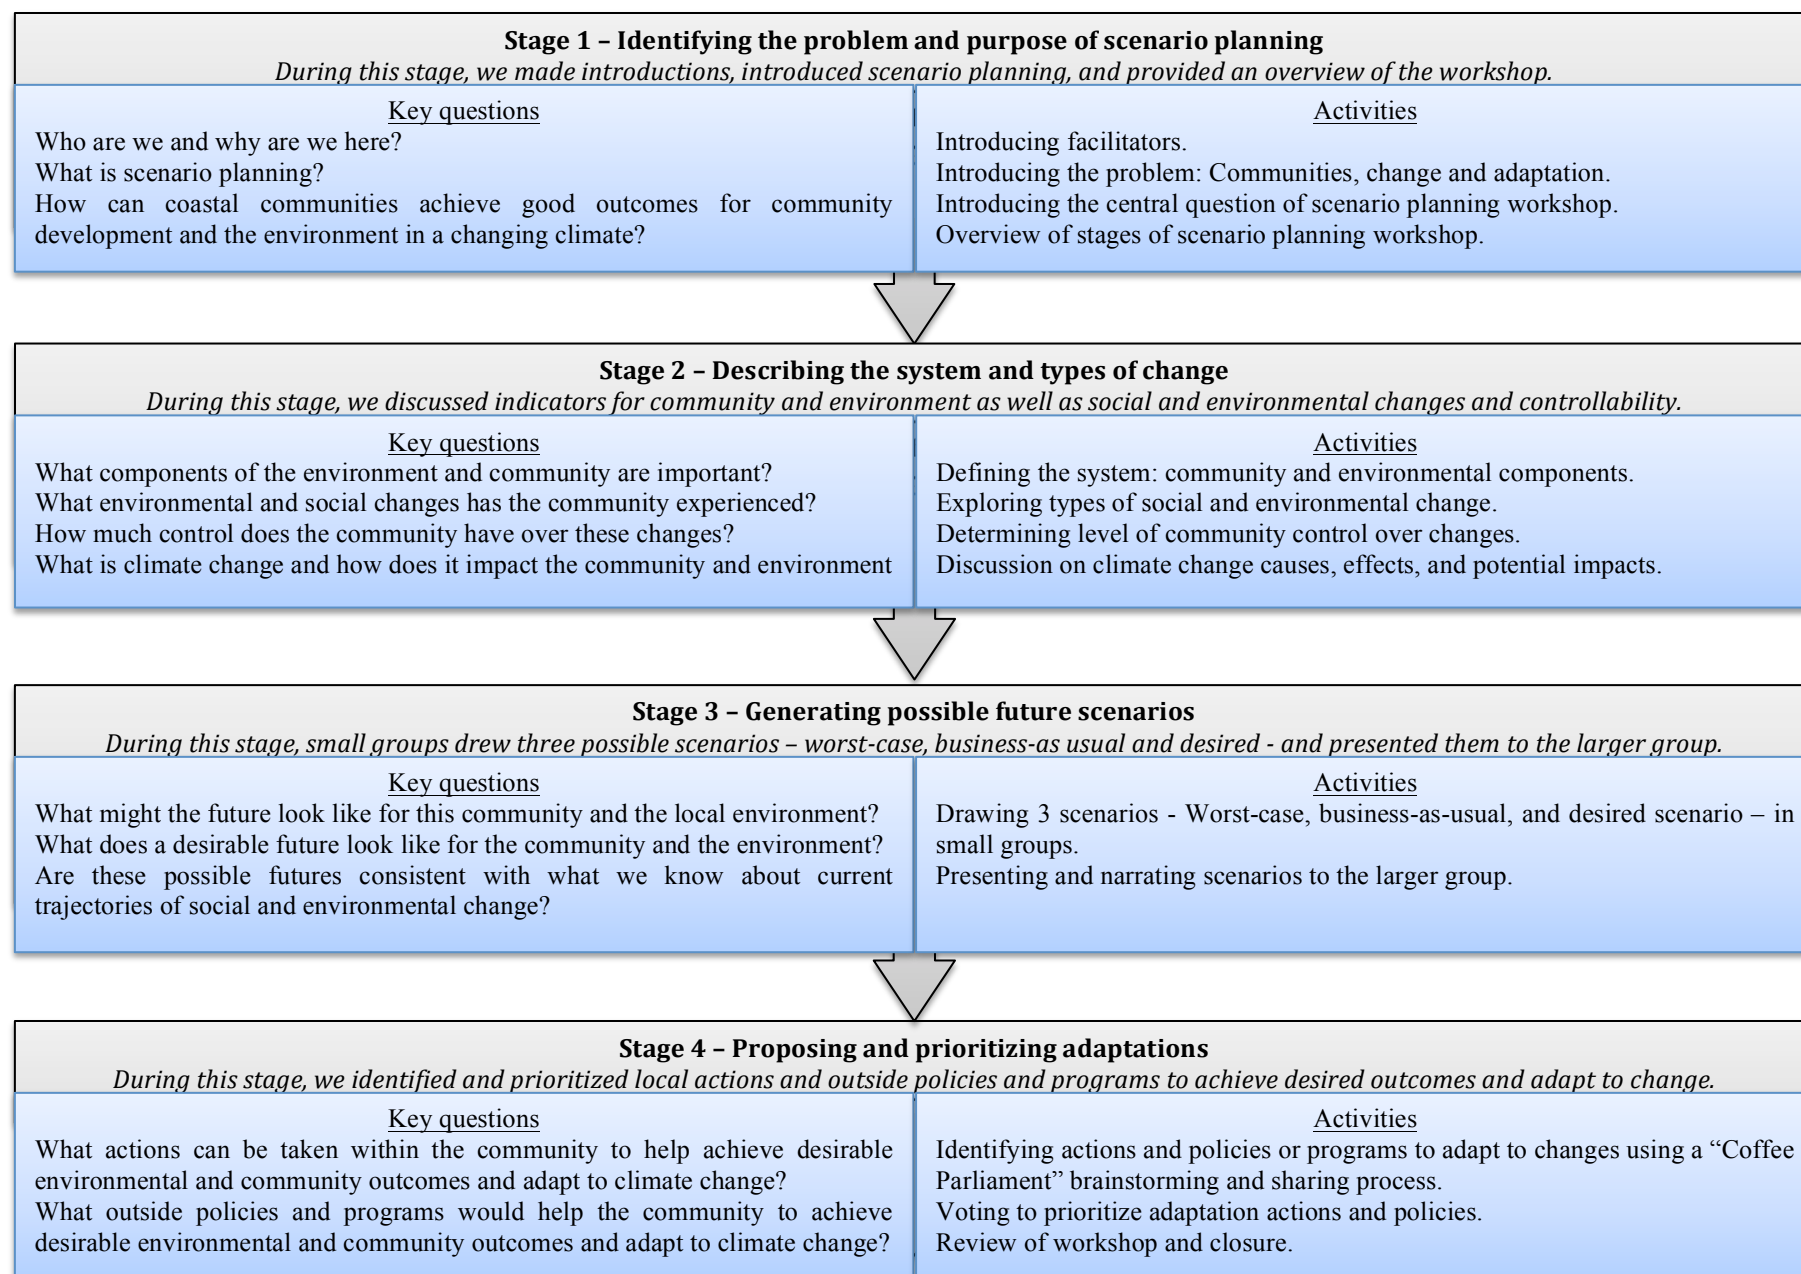 Stage 1 – Identifying the problem and purpose of scenario planning
During this stage, we made introductions, introduced scenario planning, and provided an overview of the workshop.
Key questions
Who are we and why are we here?
What is scenario planning?
How can coastal communities achieve good outcomes for community
development and the environment in a changing climate?
Activities
Introducing facilitators.
Introducing the problem: Communities, change and adaptation.
Introducing the central question of scenario planning workshop.
Overview of stages of scenario planning workshop.
Stage 2 – Describing the system and types of change
During this stage, we discussed indicators for community and environment as well as social and environmental changes and controllability.
Key questions
What components of the environment and community are important?
What environmental and social changes has the community experienced?
How much control does the community have over these changes?
What is climate change and how does it impact the community and environment
Activities
Defining the system: community and environmental components.
Exploring types of social and environmental change.
Determining level of community control over changes.
Discussion on climate change causes, effects, and potential impacts.
Stage 3 – Generating possible future scenarios
During this stage, small groups drew three possible scenarios – worst-case, business-as usual and desired - and presented them to the larger group.
Key questions
What might the future look like for this community and the local environment?
What does a desirable future look like for the community and the environment?
Are these possible futures consistent with what we know about current
trajectories of social and environmental change?
Activities
Drawing 3 scenarios - Worst-case, business-as-usual, and desired scenario – in
small groups.
Presenting and narrating scenarios to the larger group.
Stage 4 – Proposing and prioritizing adaptations
During this stage, we identified and prioritized local actions and outside policies and programs to achieve desired outcomes and adapt to change.
Key questions
What actions can be taken within the community to help achieve desirable
environmental and community outcomes and adapt to climate change?
What outside policies and programs would help the community to achieve
desirable environmental and community outcomes and adapt to climate change?
Activities
Identifying actions and policies or programs to adapt to changes using a “Coffee
Parliament” brainstorming and sharing process.
Voting to prioritize adaptation actions and policies.
Review of workshop and closure.